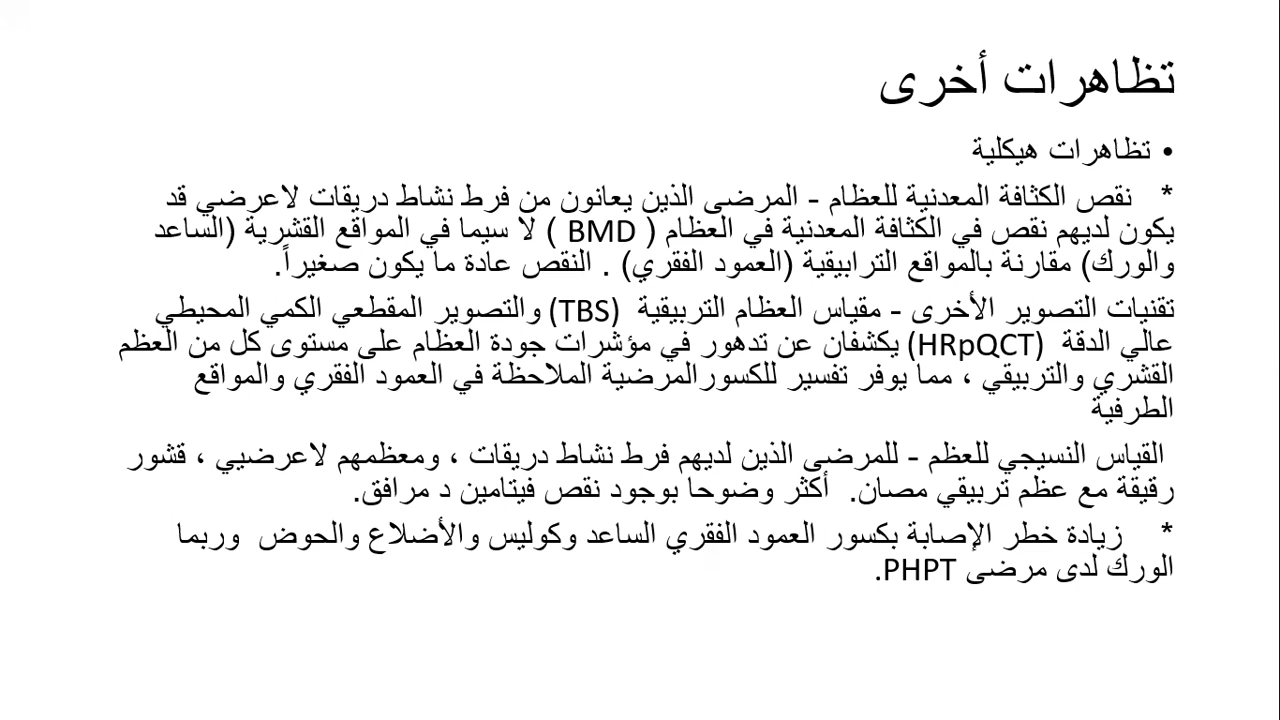 تظاهرات أخرى
• تظاهرات هيكلية
* نقص الكثافة المعدنية للعظام - المرضى الذين يعانون من فرط نشاط دريقات لاعرضي قد
يكون لديهم نقص في الكثافة المعدنية في العظام ( BMD ) لا سيما في المواقع القشرية (الساعد
والورك) مقارنة بالمواقع الترابيقية (العمود الفقري) . النقص عادة ما يكون صغيراً.
تقنيات التصوير الأخرى - مقياس العظام التربيقية (TBS) والتصوير المقطعي الكمي المحيطي
عالي الدقة (HRpQCT) يكشفان عن تدهور في مؤشرات جودة العظام على مستوى كل من العظم
القشري والتربيقي ، مما يوفر تفسير للكسورالمرضية الملاحظة في العمود الفقري والمواقع
الطرفية
القياس النسيجي للعظم - للمرضى الذين لديهم فرط نشاط دريقات ، ومعظمهم لاعرضيي ، قشور
رقيقة مع عظم تربيقي مصان. أكثر وضوحا بوجود نقص فيتامين د مرافق.
* زيادة خطر الإصابة بكسور العمود الفقري الساعد وكوليس والأضلاع والحوض وربما
الورك لدى مرضى PHPT.